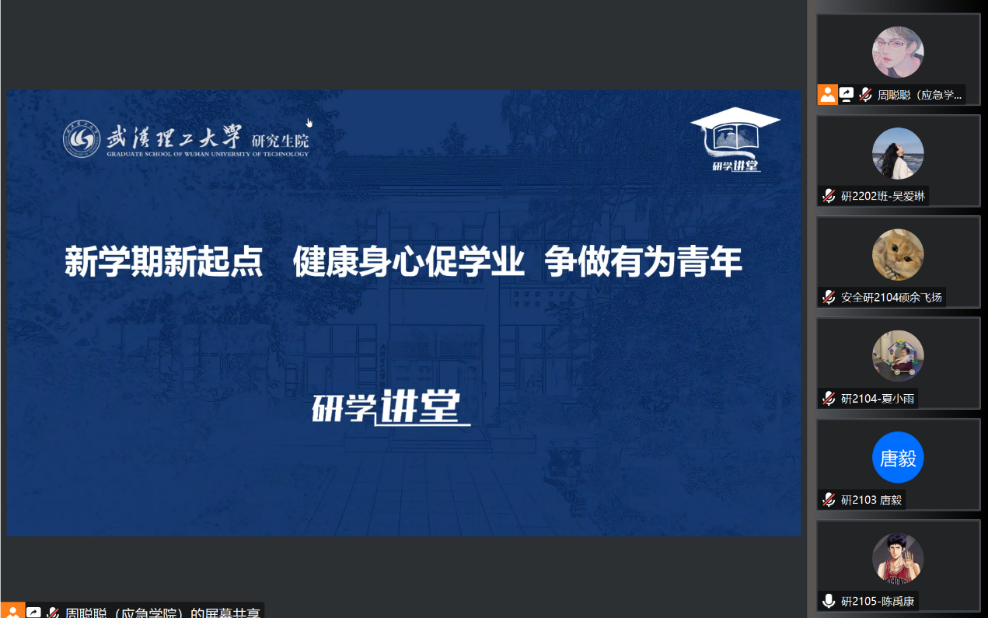 武汉理工大学 研究生院
GRADUATE SCHOOL OF WUHAN UNIVERSITY OF TECHNOLOGY
研学讲堂
新学期新起点 健康身心促学业 争做有为青年
研学讲堂
周聪聪（应急学院）的屏幕共享
周聪聪（应急学...
研2202班-吴爱琳
安全研2104硕余飞扬
研2104-夏小雨
唐毅
研2103 唐毅
研2105-陈禹康